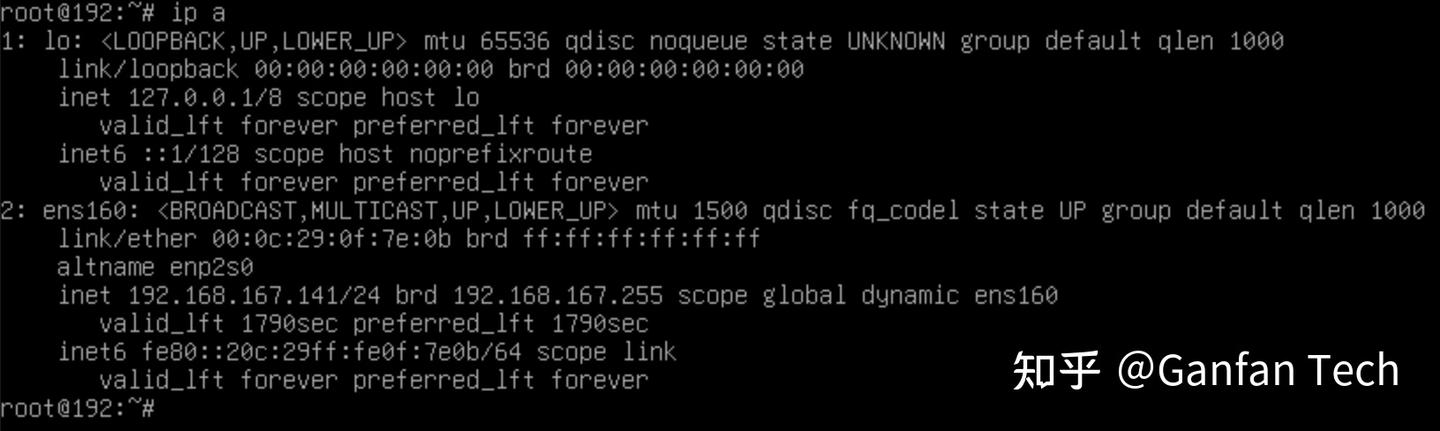 root@192:~# ip a
1: lo: <LOOPBACK,UP,LOWER_UP> mtu 65536 qdisc noqueue state UNKNOWN group default qlen 1000
    link/loopback 00:00:00:00:00:00 brd 00:00:00:00:00:00
    inet 127.0.0.1/8 scope host lo
       valid_lft forever preferred_lft forever
    inet6 ::1/128 scope host noprefixroute
       valid_lft forever preferred_lft forever
2: ens160: <BROADCAST,MULTICAST,UP,LOWER_UP> mtu 1500 qdisc fq_codel state UP group default qlen 1000
    link/ether 00:0c:29:0f:7e:0b brd ff:ff:ff:ff:ff:ff
    altname enp2s0
    inet 192.168.167.141/24 brd 192.168.167.255 scope global dynamic ens160
       valid_lft 1790sec preferred_lft 1790sec
    inet6 fe80::20c:29ff:fe0f:7e0b/64 scope link
       valid_lft forever preferred_lft forever
root@192:~#
知乎 @Ganfan Tech